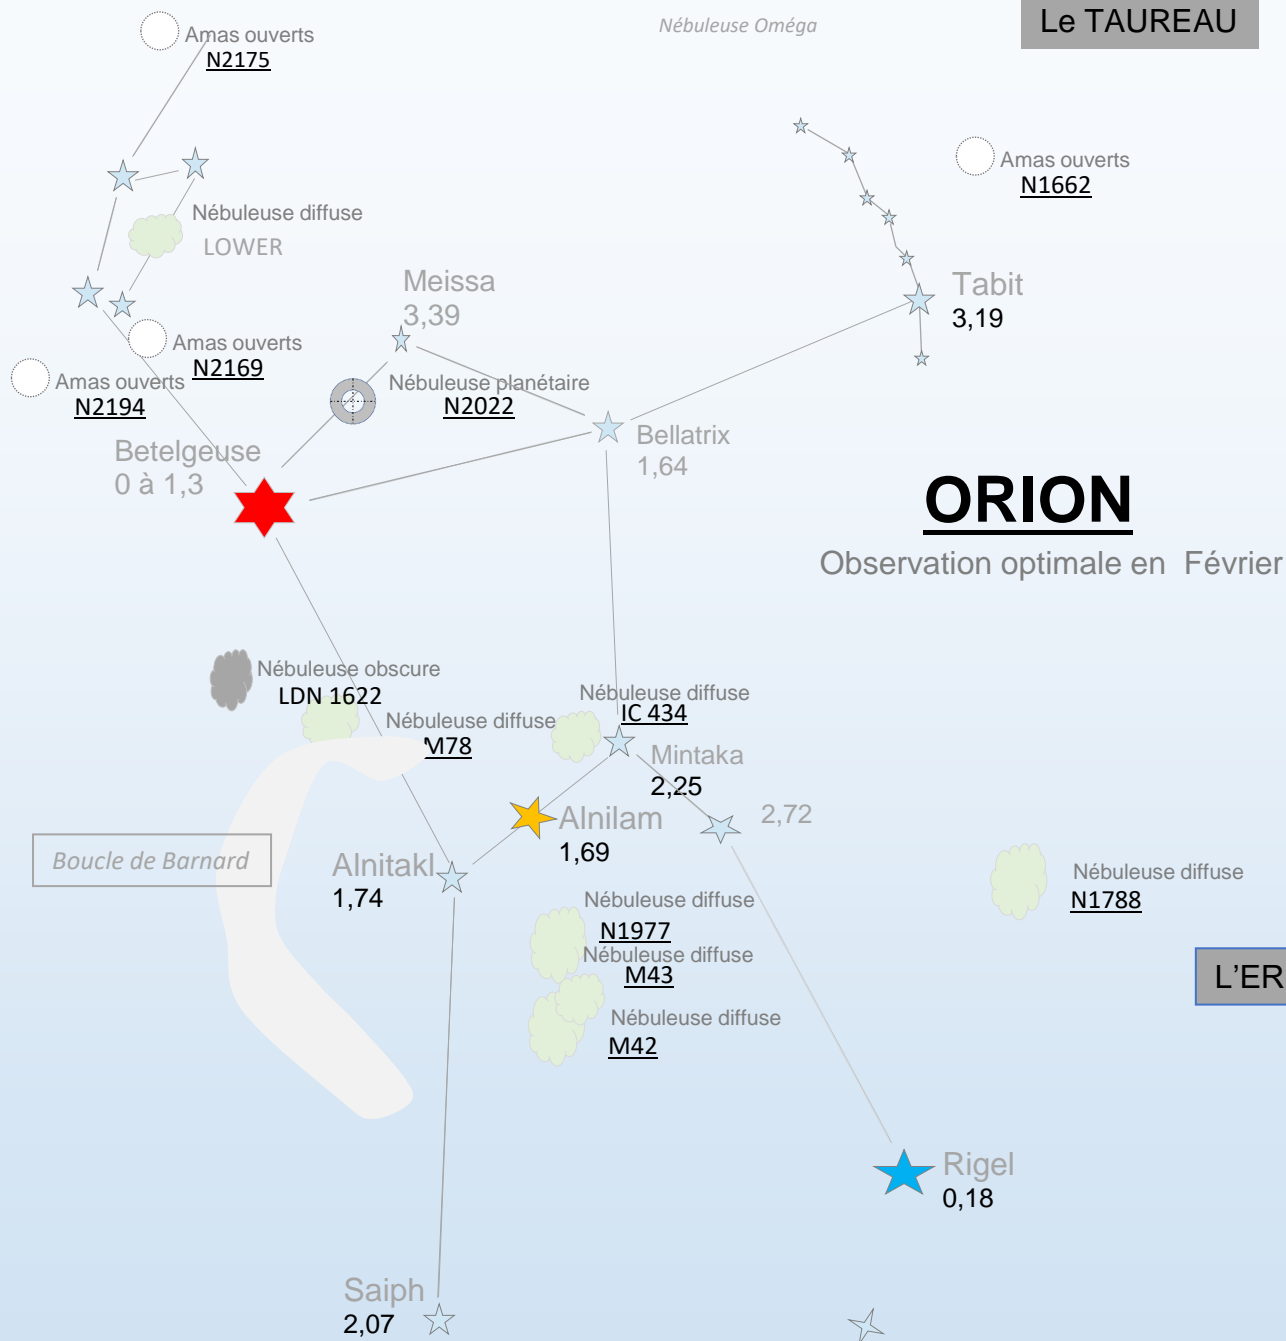 Nébuleuse Oméga
Le TAUREAU
Amas ouverts
N2175
Amas ouverts
N1662
Nébuleuse diffuse
LOWER
Meissa
3,39
Tabit
3,19
Amas ouverts
N2169
Amas ouverts
N2194
Nébuleuse planétaire
N2022
Betelgeuse
0 à 1,3
Bellatrix
1,64
ORION
Observation optimale en Février
Nébuleuse obscure
LDN 1622
Nébuleuse diffuse
M78
Nébuleuse diffuse
IC 434
Mintaka
2,25
2,72
Alnilam
1,69
Boucle de Barnard
Alnitakl
1,74
Nébuleuse diffuse
N1788
Nébuleuse diffuse
N1977
Nébuleuse diffuse
M43
Nébuleuse diffuse
M42
L'ER
Rigel
0,18
Saiph
2,07